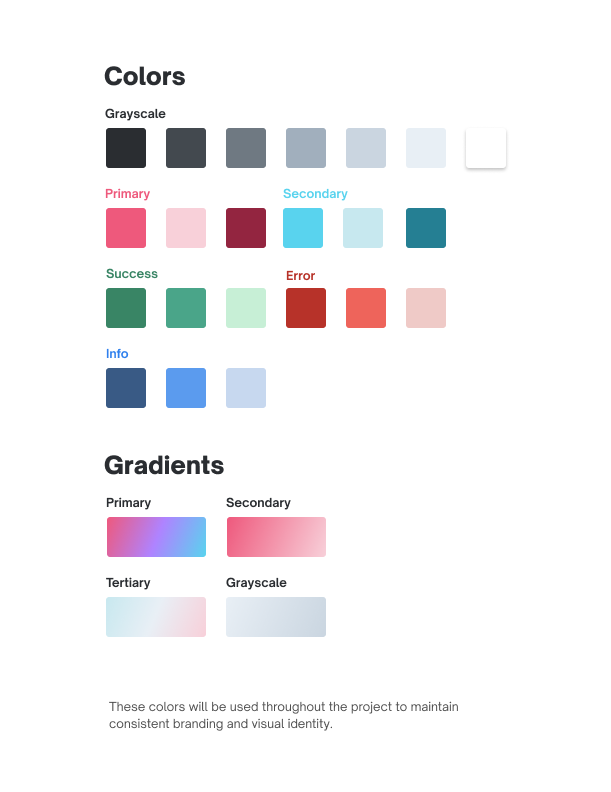 Colors
Grayscale
Primary
Secondary
Success
Error
Info
Gradients
Primary
Secondary
Tertiary
Grayscale
These colors will be used throughout the project to maintain
consistent branding and visual identity.